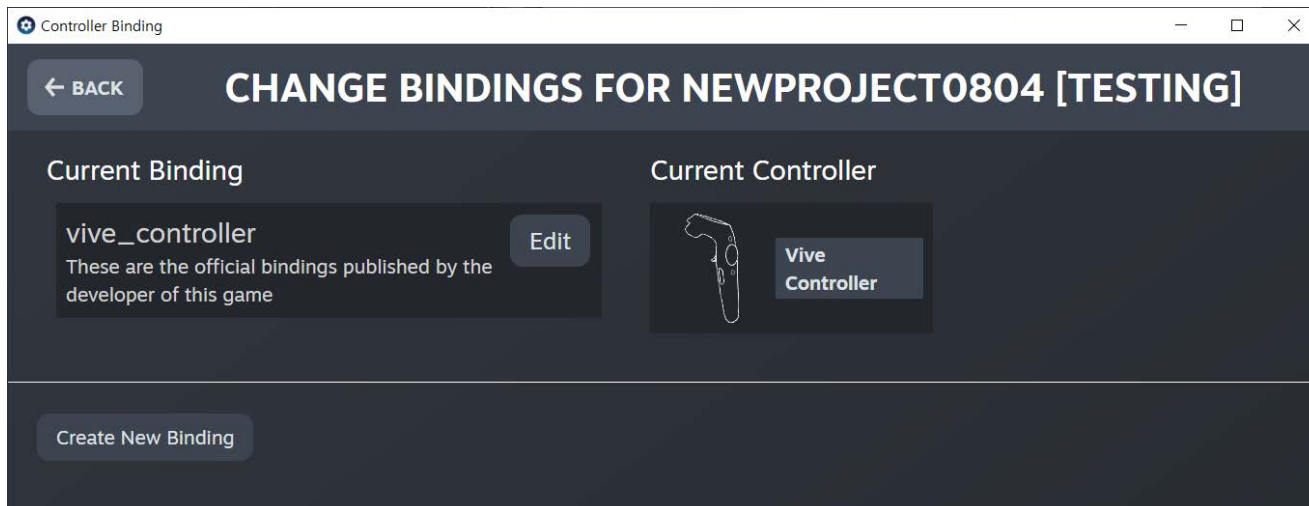 Controller Binding
← BACK
CHANGE BINDINGS FOR NEWPROJECT0804 [TESTING]
Current Binding
vive_controller
These are the official bindings published by the
developer of this game
Edit
Current Controller
Vive
Controller
Create New Binding